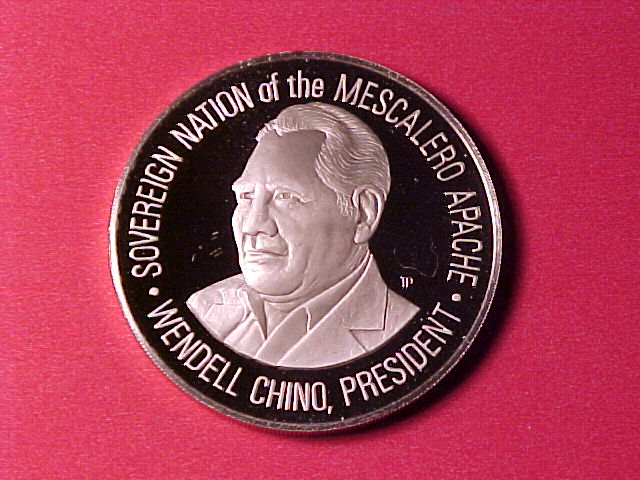 SOVEREIGN NATION of the MESCALERO APACHE
• WENDELL CHINO, PRESIDENT •
TP